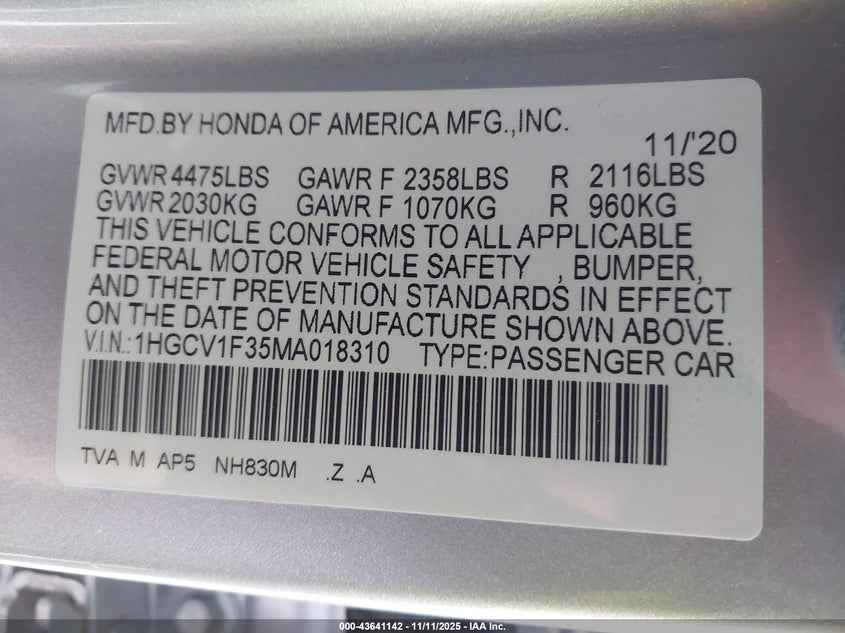 MFD.BY HONDA OF AMERICA MFG.,INC.
11/'20
GVWR 4475LBS GAWR F 2358LBS R 2116LBS
GVWR 2030KG GAWR F 1070KG R 960KG
THIS VEHICLE CONFORMS TO ALL APPLICABLE
FEDERAL MOTOR VEHICLE SAFETY , BUMPER,
AND THEFT PREVENTION STANDARDS IN EFFECT
ON THE DATE OF MANUFACTURE SHOWN ABOVE.
V.I.N.:1HGCV1F35MA018310 TYPE:PASSENGER CAR
TVA M AP5 NH830M .Z .A
000-43641142 - 11/11/2025 - IAA Inc.